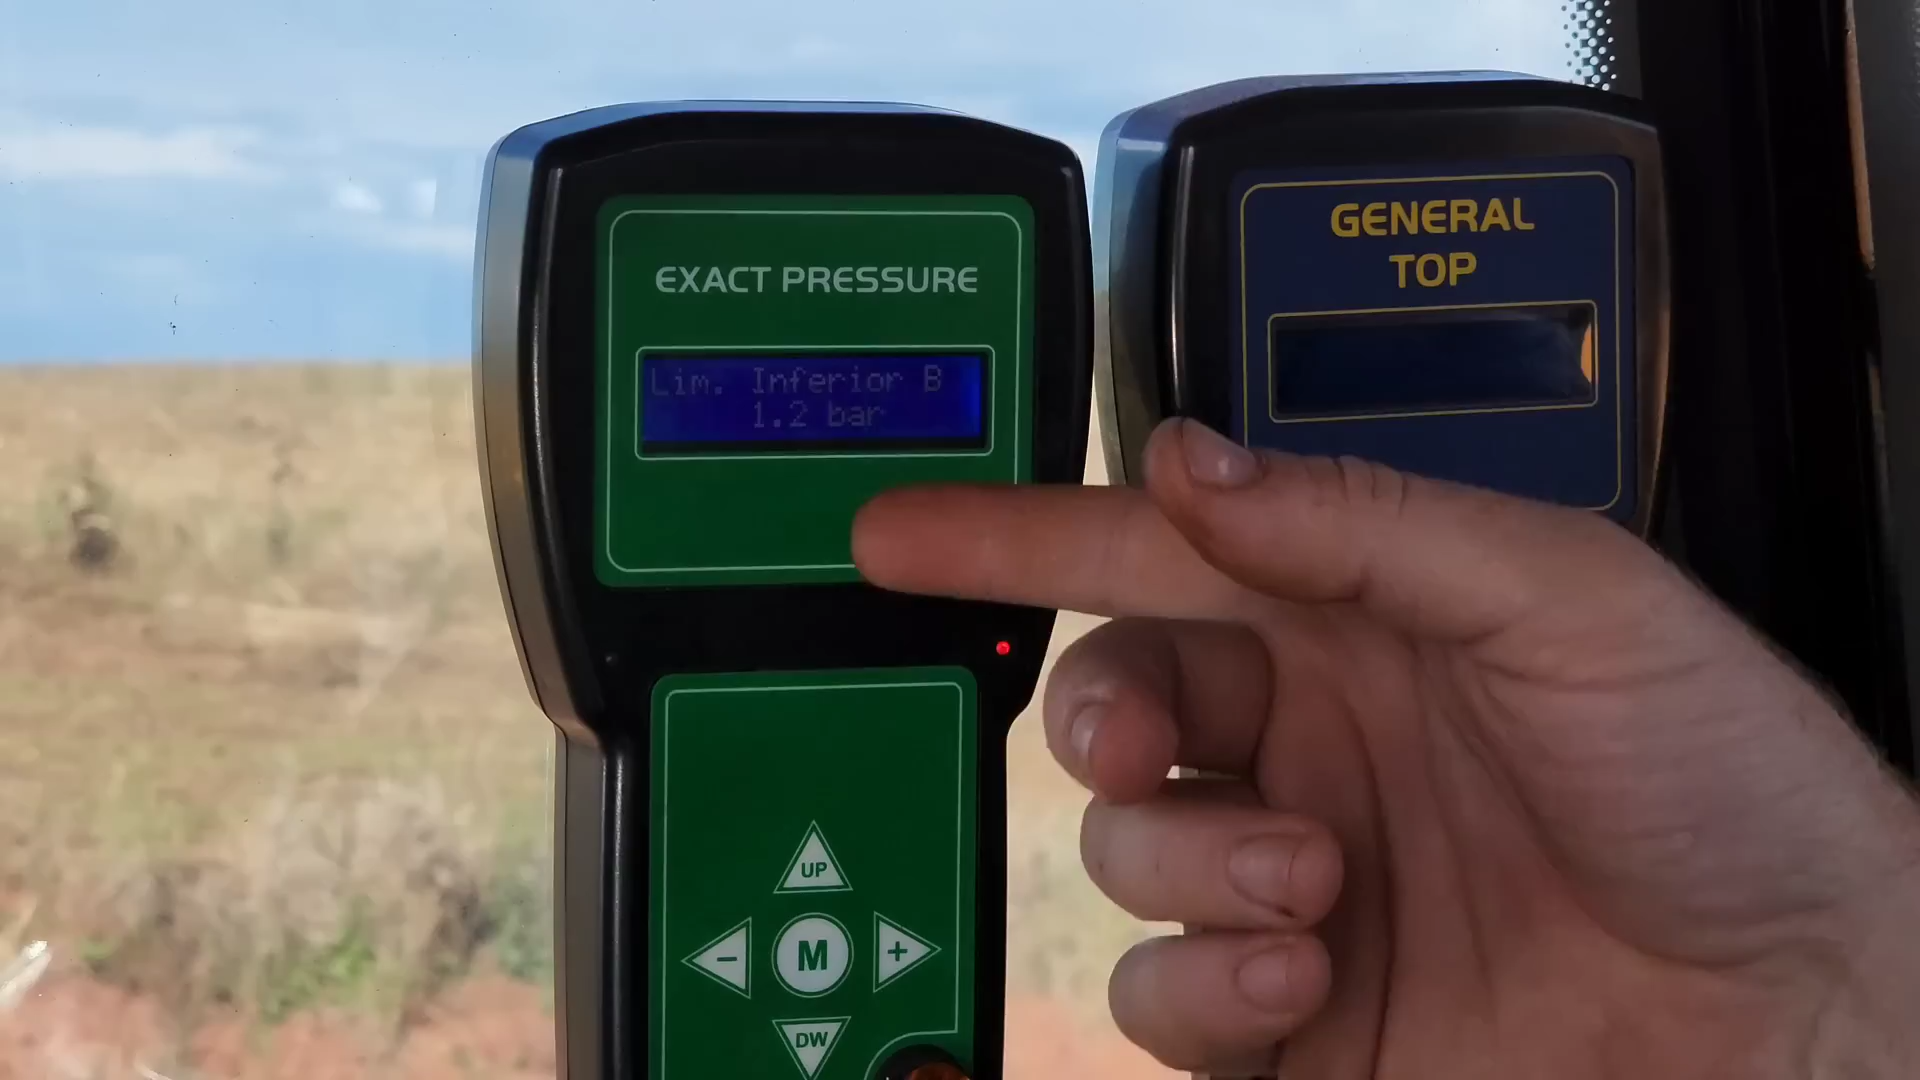 EXACT PRESSURE
Lim. Inferior B
1.2 bar
UP
-
M
+
DW
GENERAL
TOP